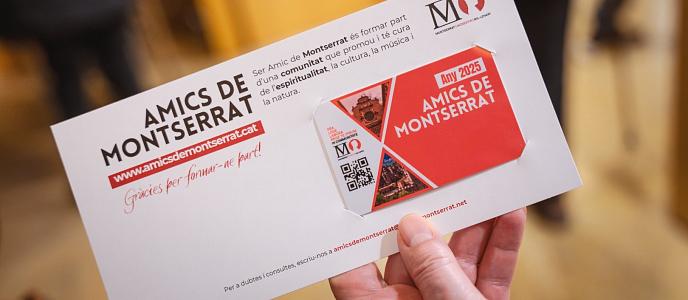 AMICS DE
MONTSERRAT
www.amicsdemontserrat.cat
Gràcies per formar-ne part!
Ser Amic de Montserrat és formar part
d'una comunitat que promou i té cura
de l'espiritualitat, la cultura, la música i
la natura.
Any 2025
AMICS DE
MONTSERRAT
Per a dubtes i consultes, escriu-nos a amicsdemontserrat@ montserrat.net